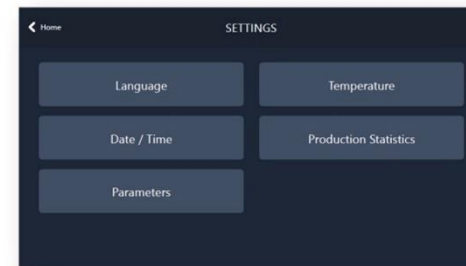 Home
SETTINGS
Language
Temperature
Date / Time
Production Statistics
Parameters